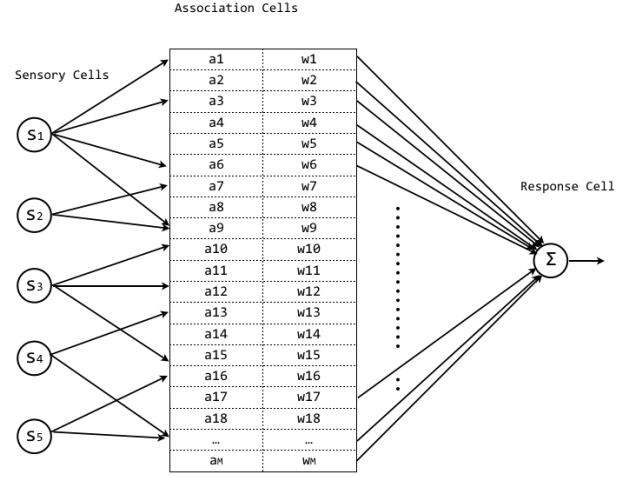 Association Cells
Sensory Cells
Response Cell
S1
S2
S3
S4
S5
a1 w1
a2 w2
a3 w3
a4 w4
a5 w5
a6 w6
a7 w7
a8 w8
a9 w9
a10 w10
a11 w11
a12 w12
a13 w13
a14 w14
a15 w15
a16 w16
a17 w17
a18 w18
… …
aM wM
Σ